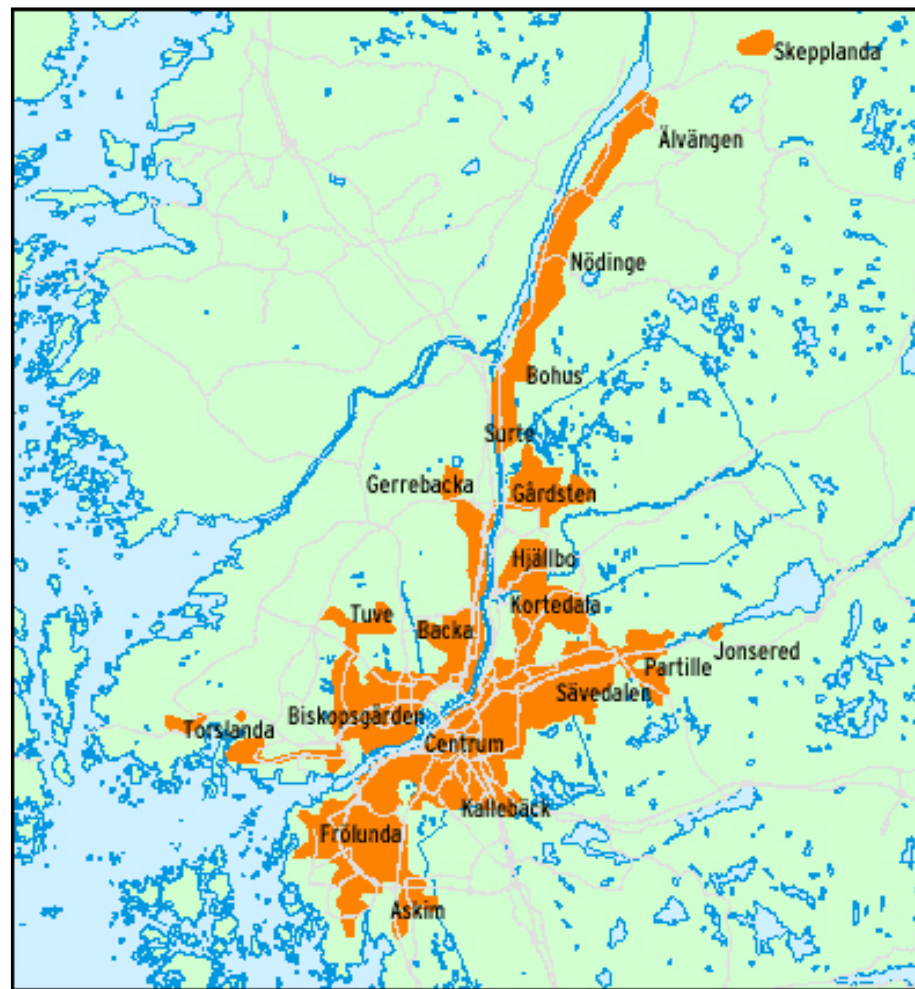 Skepplanda
Älvängen
Nödinge
Bohus
Surte
Gerrebacka
Gårdsten
Hjällbo
Kortedala
Tuve
Backa
Jonsered
Partille
Sävedalen
Biskopsgården
Torslanda
Centrum
Kallebäck
Frölunda
Askim